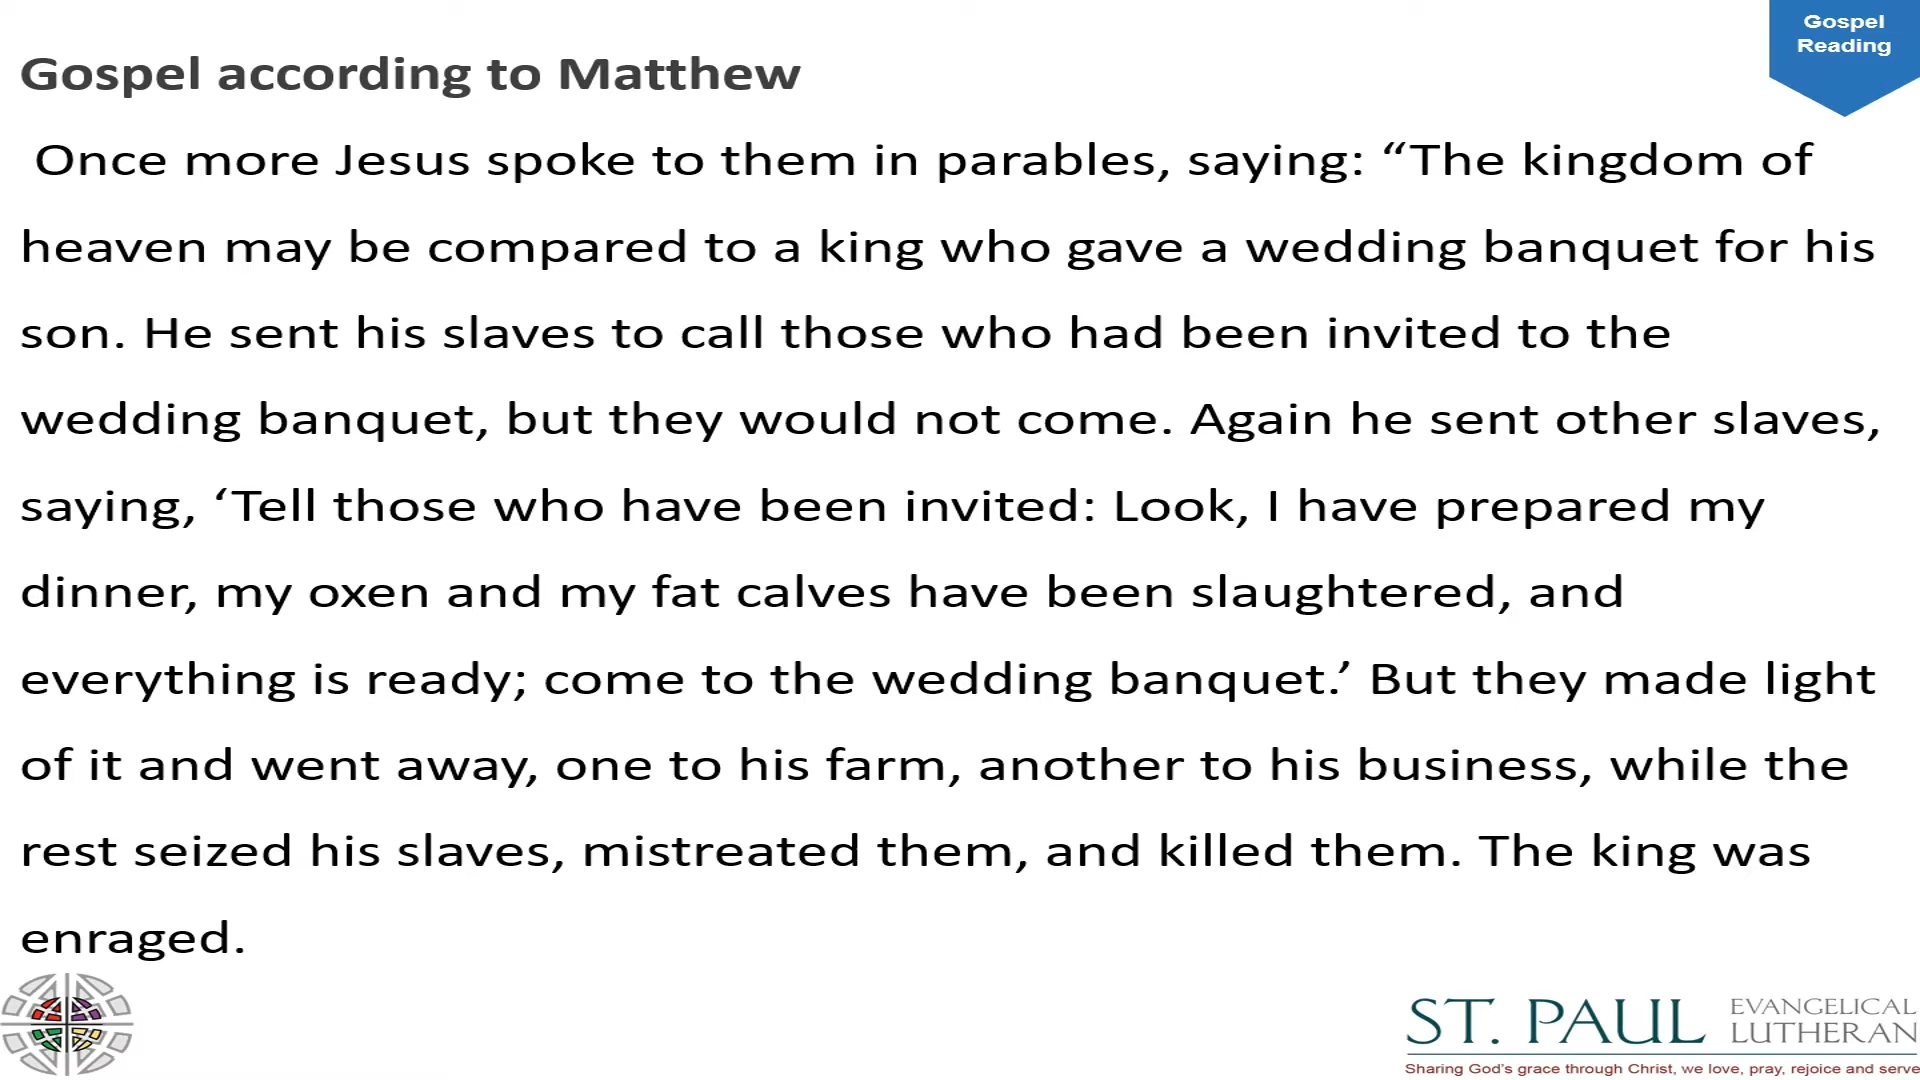 Gospel
Reading
Gospel according to Matthew
Once more Jesus spoke to them in parables, saying: “The kingdom of
heaven may be compared to a king who gave a wedding banquet for his
son. He sent his slaves to call those who had been invited to the
wedding banquet, but they would not come. Again he sent other slaves,
saying, ‘Tell those who have been invited: Look, I have prepared my
dinner, my oxen and my fat calves have been slaughtered, and
everything is ready; come to the wedding banquet.’ But they made light
of it and went away, one to his farm, another to his business, while the
rest seized his slaves, mistreated them, and killed them. The king was
enraged.
ST. PAUL
EVANGELICAL
LUTHERAN
Sharing God’s grace through Christ, we love, pray, rejoice and serve